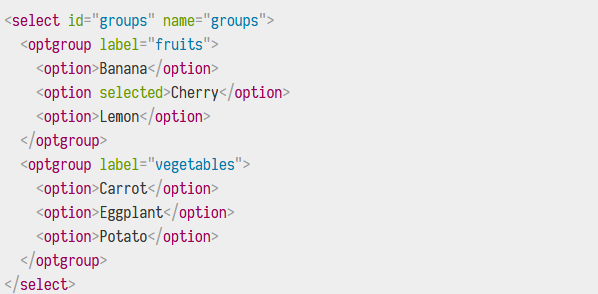 <select id="groups" name="groups">
  <optgroup label="fruits">
    <option>Banana</option>
    <option selected>Cherry</option>
    <option>Lemon</option>
  </optgroup>
  <optgroup label="vegetables">
    <option>Carrot</option>
    <option>Eggplant</option>
    <option>Potato</option>
  </optgroup>
</select>